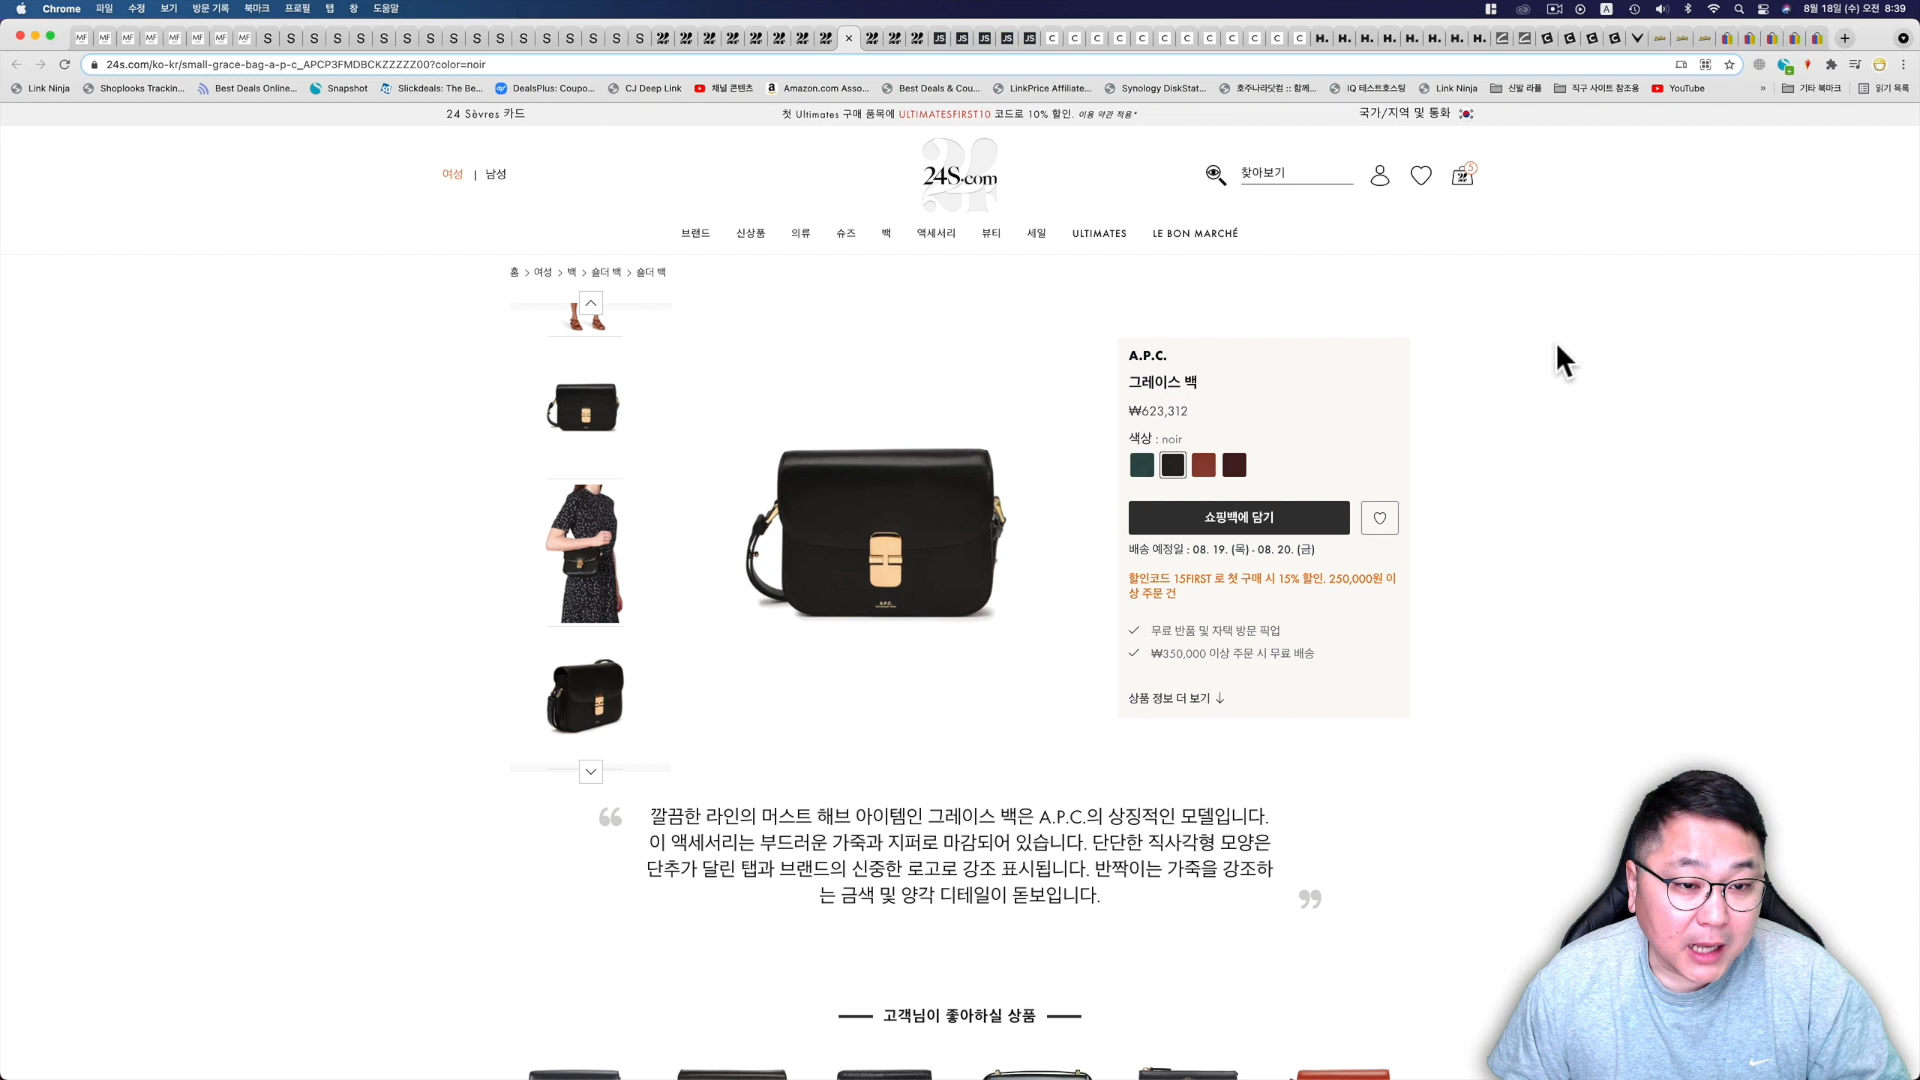 Chrome 파일 수정 보기 방문 기록 북마크 프로필 탭 창 도움말 8월 18일 (수) 오전 8:39
24s.com/ko-kr/small-grace-bag-a-p-c_APCP3FMDBCKZZZZZ00?color=noir
Link Ninja Shoplooks Trackin... Best Deals Online... Snapshot Slickdeals: The Be... DealsPlus: Coupo... CJ Deep Link 채널 콘텐츠 Amazon.com Asso... Best Deals & Cou... LinkPrice Affiliate... Synology DiskStat... 호주나라닷컴 :: 함께... IQ 테스트호스팅 Link Ninja 신발 라플 직구 사이트 참조용 YouTube » 기타 북마크 읽기 목록
24 Sèvres 카드 첫 Ultimates 구매 품목에 ULTIMATESFIRST10 코드로 10% 할인. 이용 약관 적용* 국가/지역 및 통화
여성 | 남성 24S.com 찾아보기 5
브랜드 신상품 의류 슈즈 백 액세서리 뷰티 세일 ULTIMATES LE BON MARCHÉ
홈 > 여성 > 백 > 숄더 백 > 숄더 백
A.P.C.
그레이스 백
₩623,312
색상 : noir
쇼핑백에 담기
배송 예정일 : 08. 19. (목) - 08. 20. (금)
할인코드 15FIRST 로 첫 구매 시 15% 할인. 250,000원 이
상 주문 건
무료 반품 및 자택 방문 픽업
₩350,000 이상 주문 시 무료 배송
상품 정보 더 보기 ↓
A.P.C.
“ 깔끔한 라인의 머스트 해브 아이템인 그레이스 백은 A.P.C.의 상징적인 모델입니다.
이 액세서리는 부드러운 가죽과 지퍼로 마감되어 있습니다. 단단한 직사각형 모양은
단추가 달린 탭과 브랜드의 신중한 로고로 강조 표시됩니다. 반짝이는 가죽을 강조하
는 금색 및 양각 디테일이 돋보입니다. ”
고객님이 좋아하실 상품